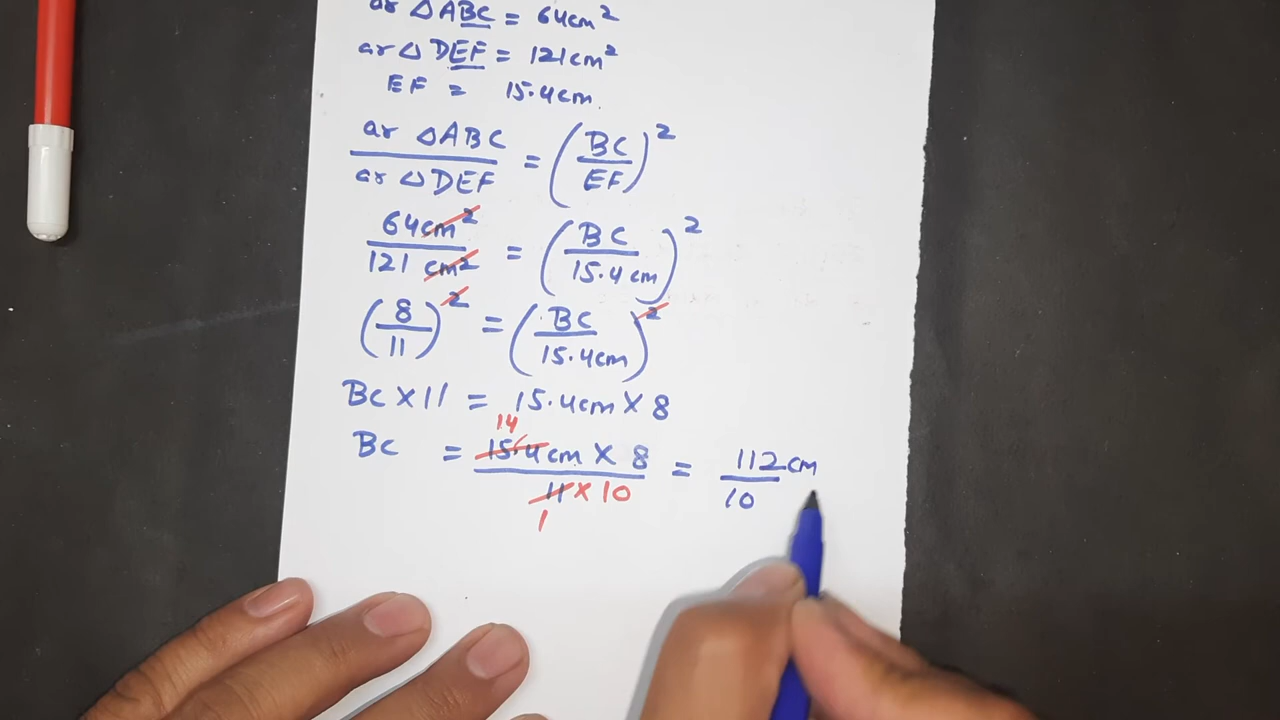 ar △ABC = 64cm²
ar △DEF = 121cm²
EF = 15.4cm.
ar △ABC / ar △DEF = (BC/EF)²
64cm²/121 cm² = (BC/15.4cm)²
(8/11)² = (BC/15.4cm)²
BC × 11 = 15.4cm × 8
14
BC = 15.4cm × 8 / 11 × 10 = 112cm/10
1